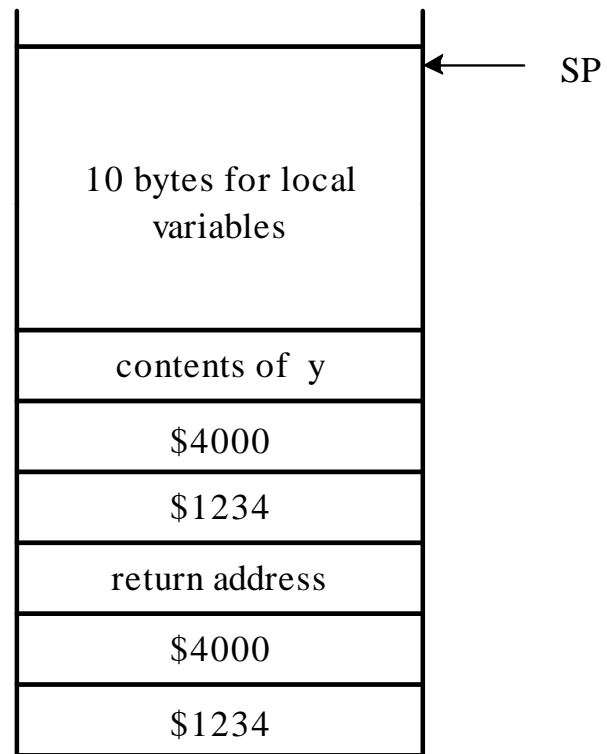 SP
10 bytes for local
variables
contents of y
$4000
$1234
return address
$4000
$1234